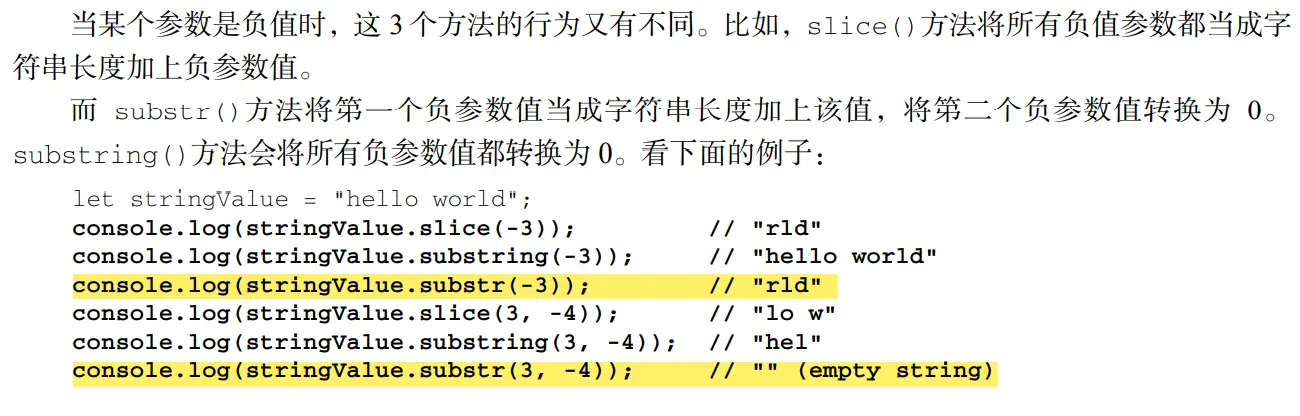 当某个参数是负值时，这 3 个方法的行为又有不同。比如，slice()方法将所有负值参数都当成字
符串长度加上负参数值。
而 substr()方法将第一个负参数值当成字符串长度加上该值，将第二个负参数值转换为 0。
substring()方法会将所有负参数值都转换为 0。看下面的例子：
let stringValue = "hello world";
console.log(stringValue.slice(-3));         // "rld"
console.log(stringValue.substring(-3));     // "hello world"
console.log(stringValue.substr(-3));        // "rld"
console.log(stringValue.slice(3, -4));      // "lo w"
console.log(stringValue.substring(3, -4));  // "hel"
console.log(stringValue.substr(3, -4));     // "" (empty string)